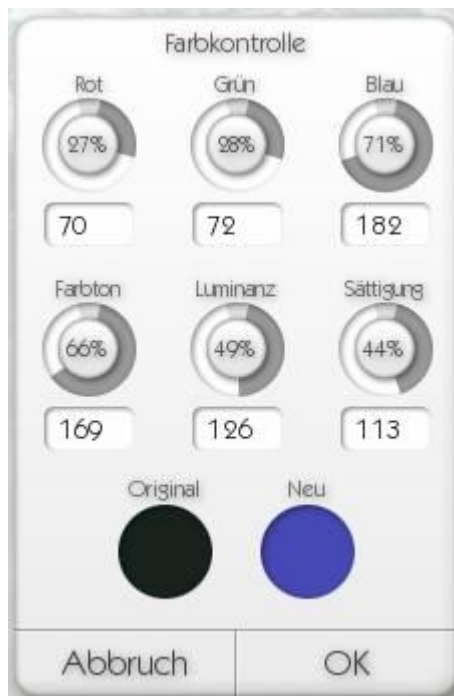 Farbkontrolle
Rot Grün Blau
27% 28% 71%
70 72 182
Farbton Luminanz Sättigung
66% 49% 44%
169 126 113
Original Neu
Abbruch OK